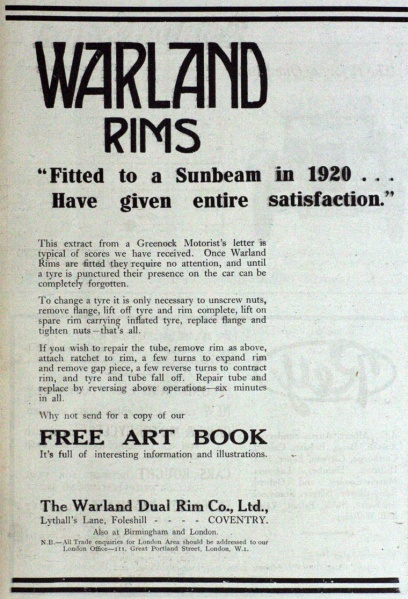 WARLAND
RIMS
"Fitted to a Sunbeam in 1920 . . .
Have given entire satisfaction."
This extract from a Greenock Motorist's letter is
typical of scores we have received. Once Warland
Rims are fitted they require no attention, and until
a tyre is punctured their presence on the car can be
completely forgotten.
To change a tyre it is only necessary to unscrew nuts,
remove flange, lift off tyre and rim complete, lift on
spare rim carrying inflated tyre, replace flange and
tighten nuts—that's all.
If you wish to repair the tube, remove rim as above,
attach ratchet to rim, a few turns to expand rim
and remove gap piece, a few reverse turns to contract
rim, and tyre and tube fall off. Repair tube and
replace by reversing above operations—six minutes
in all.
Why not send for a copy of our
FREE ART BOOK
It's full of interesting information and illustrations.
The Warland Dual Rim Co., Ltd.,
Lythall's Lane, Foleshill - - - - COVENTRY.
Also at Birmingham and London.
N.B.—All Trade enquiries for London Area should be addressed to our
London Office—111, Great Portland Street, London, W.1.